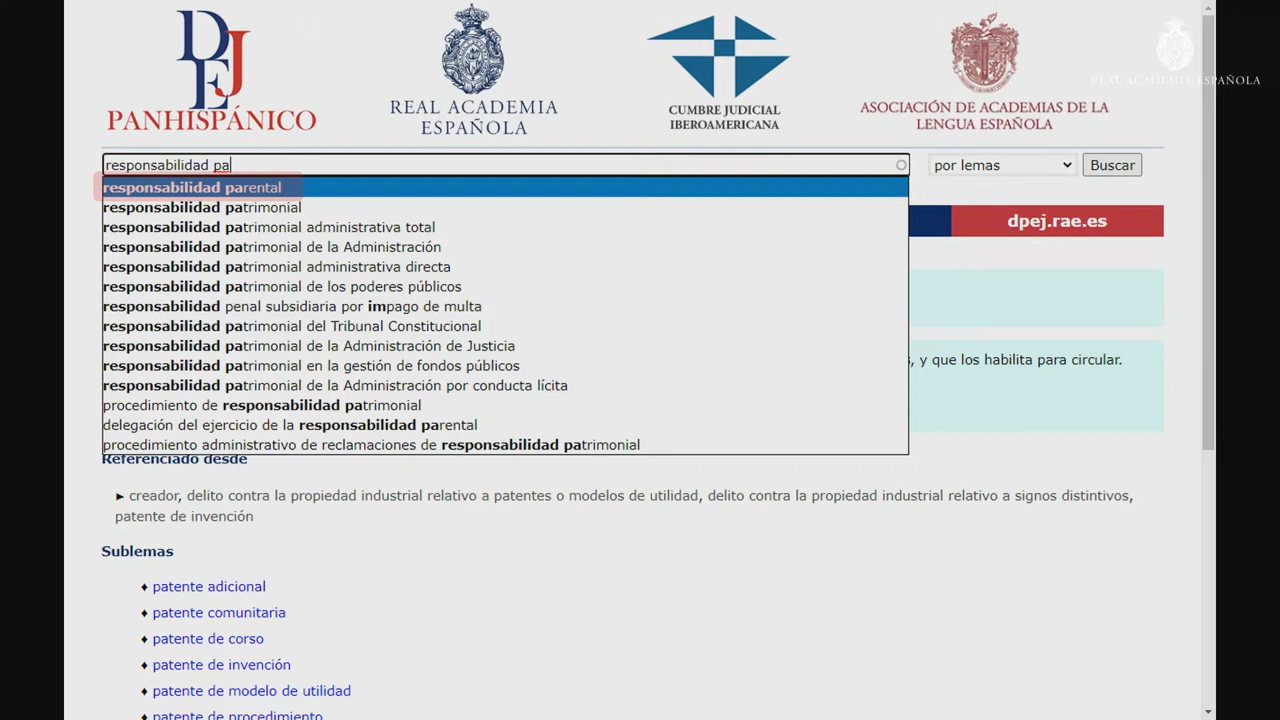 DEJ
PANHISPÁNICO
REAL ACADEMIA
ESPAÑOLA
CUMBRE JUDICIAL
IBEROAMERICANA
ASOCIACIÓN DE ACADEMIAS DE LA
LENGUA ESPAÑOLA
REAL ACADEMIA ESPAÑOLA
responsabilidad pa
por lemas
Buscar
responsabilidad parental
responsabilidad patrimonial
responsabilidad patrimonial administrativa total
responsabilidad patrimonial de la Administración
responsabilidad patrimonial administrativa directa
responsabilidad patrimonial de los poderes públicos
responsabilidad penal subsidiaria por impago de multa
responsabilidad patrimonial del Tribunal Constitucional
responsabilidad patrimonial de la Administración de Justicia
responsabilidad patrimonial en la gestión de fondos públicos
responsabilidad patrimonial de la Administración por conducta lícita
procedimiento de responsabilidad patrimonial
delegación del ejercicio de la responsabilidad parental
procedimiento administrativo de reclamaciones de responsabilidad patrimonial
dpej.rae.es
, y que los habilita para circular.
Referenciado desde
► creador, delito contra la propiedad industrial relativo a patentes o modelos de utilidad, delito contra la propiedad industrial relativo a signos distintivos,
patente de invención
Sublemas
♦ patente adicional
♦ patente comunitaria
♦ patente de corso
♦ patente de invención
♦ patente de modelo de utilidad
♦ patente de procedimiento